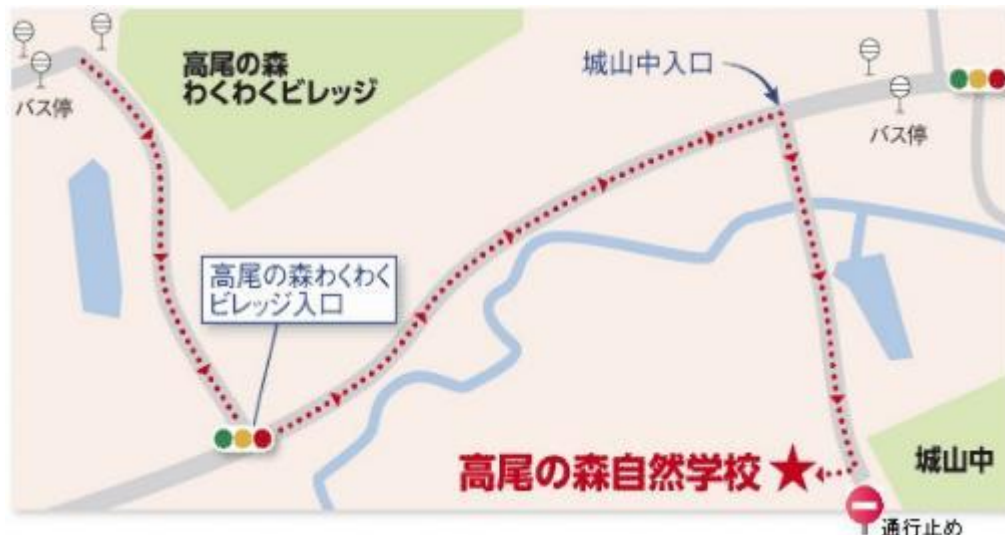 高尾の森
わくわくビレッジ
城山中入口
バス停
バス停
高尾の森わくわく
ビレッジ入口
高尾の森自然学校
城山中
通行止め